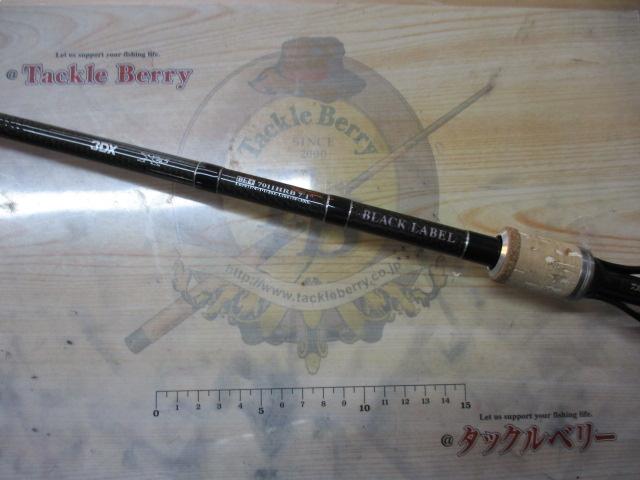 Let us support your fishing life.
@ Tackle Berry
Tackle Berry
SINCE
2000
3DX
7011HRB
BLACK LABEL
http://www.tackleberry.co.jp
0 1 2 3 4 5 6 7 8 9 10 11 12 13 14 15
Let us support your fishing life.
@ タックルベリー